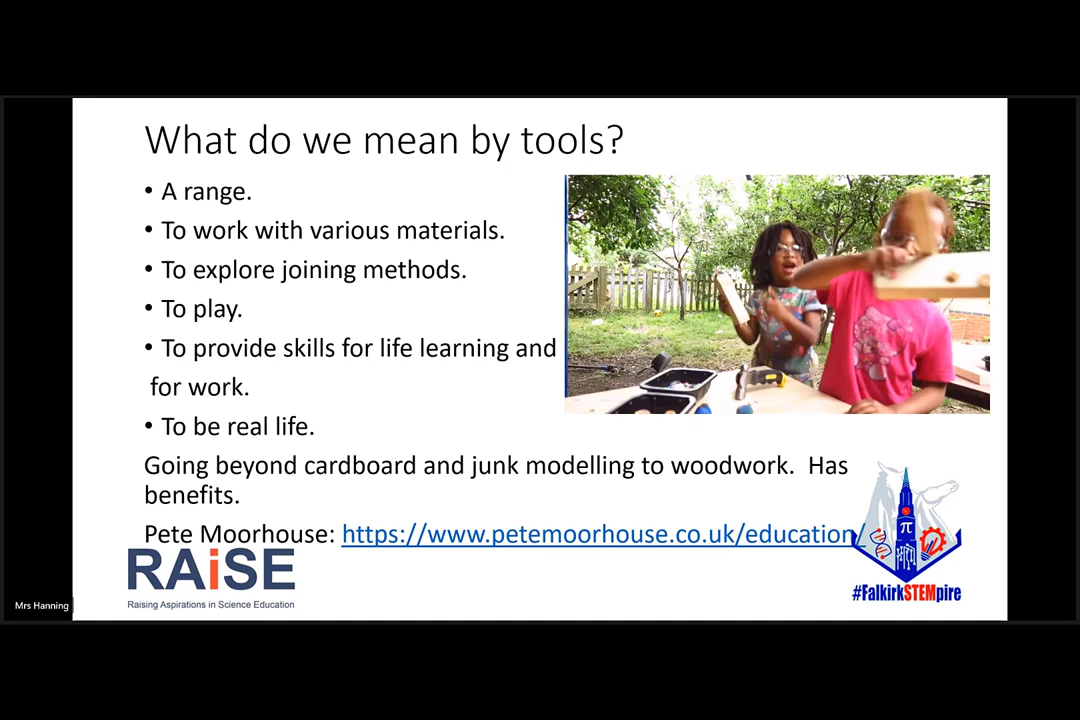 What do we mean by tools?
• A range.
• To work with various materials.
• To explore joining methods.
• To play.
• To provide skills for life learning and
for work.
• To be real life.
Going beyond cardboard and junk modelling to woodwork.  Has
benefits.
Pete Moorhouse: https://www.petemoorhouse.co.uk/education/
RAiSE
Raising Aspirations in Science Education
π
#FalkirkSTEMpire
Mrs Hanning